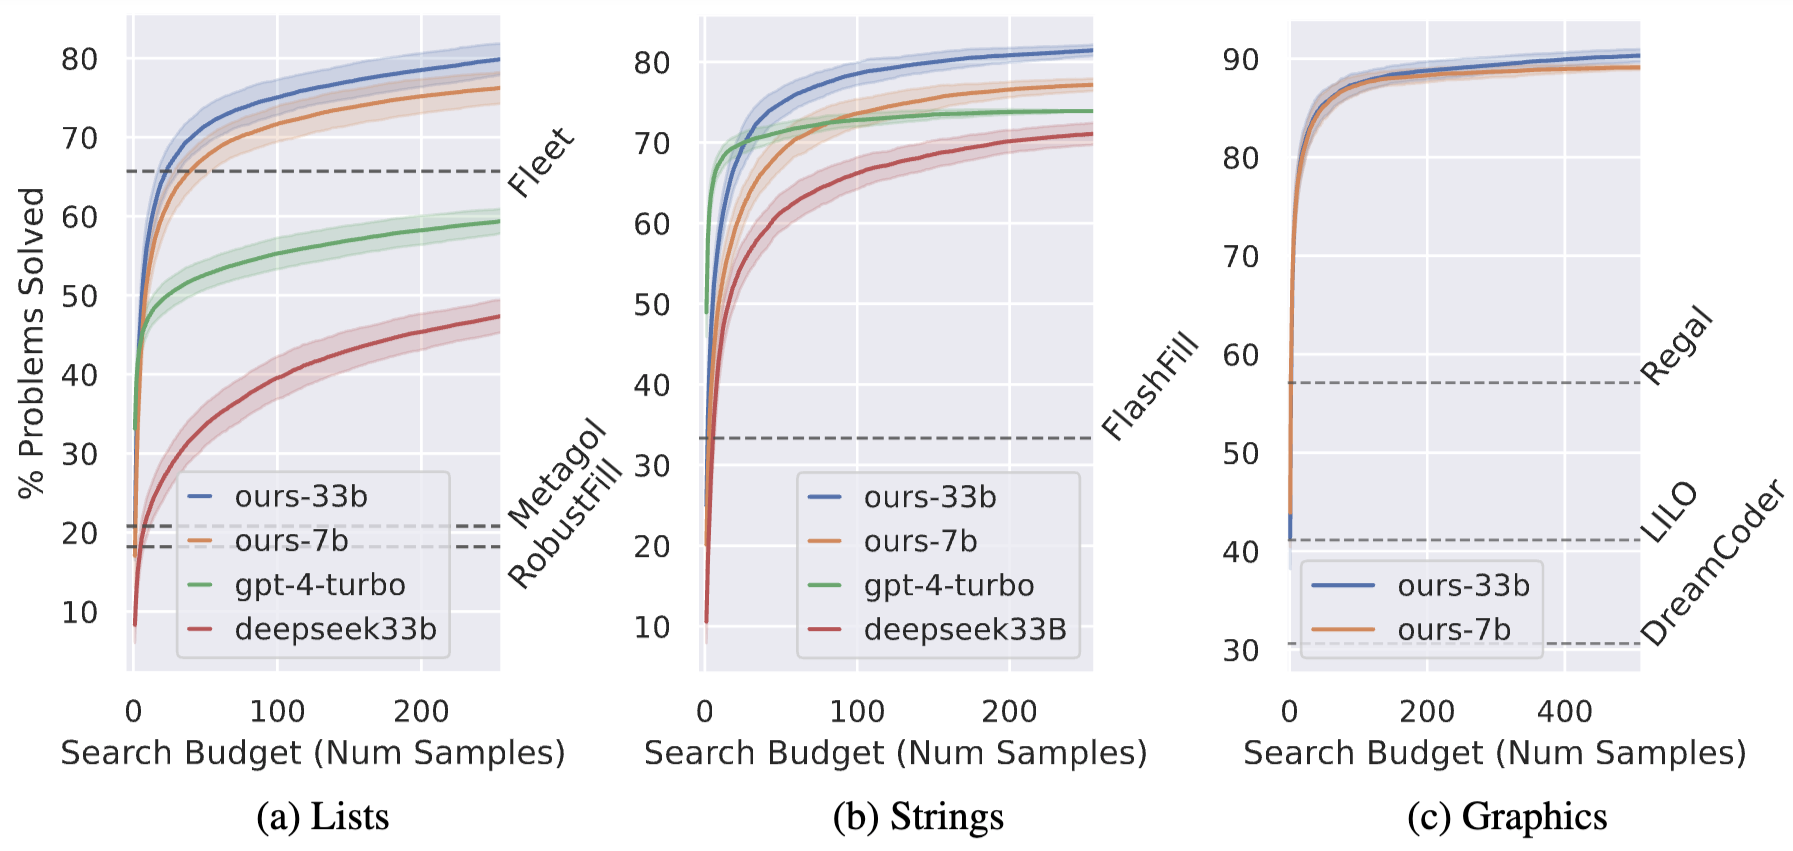 % Problems Solved
80
70
60
50
40
30
20
10
0
100
200
Search Budget (Num Samples)
Fleet
Metagol
RobustFill
ours-33b
ours-7b
gpt-4-turbo
deepseek33b
(a) Lists
80
70
60
50
40
30
20
10
0
100
200
Search Budget (Num Samples)
FlashFill
ours-33b
ours-7b
gpt-4-turbo
deepseek33B
(b) Strings
90
80
70
60
50
40
30
0
200
400
Search Budget (Num Samples)
Regal
LILO
DreamCoder
ours-33b
ours-7b
(c) Graphics